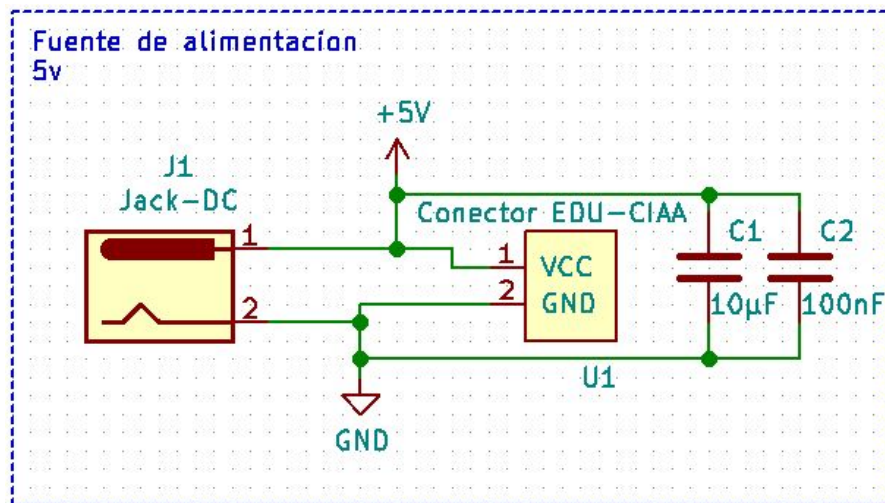 Fuente de alimentacion
5v
+5V
J1
Jack-DC
1
2
Conector EDU-CIAA
1
VCC
2
GND
U1
C1
10µF
C2
100nF
GND